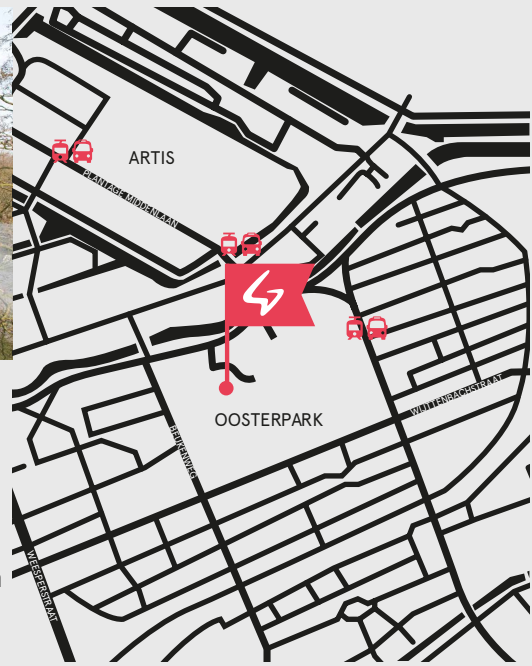 ARTIS
PLANTAGE MIDDENLAAN
OOSTERPARK
WIJTTENBACHSTRAAT
BEUKENWEG
WEESPERSTRAAT